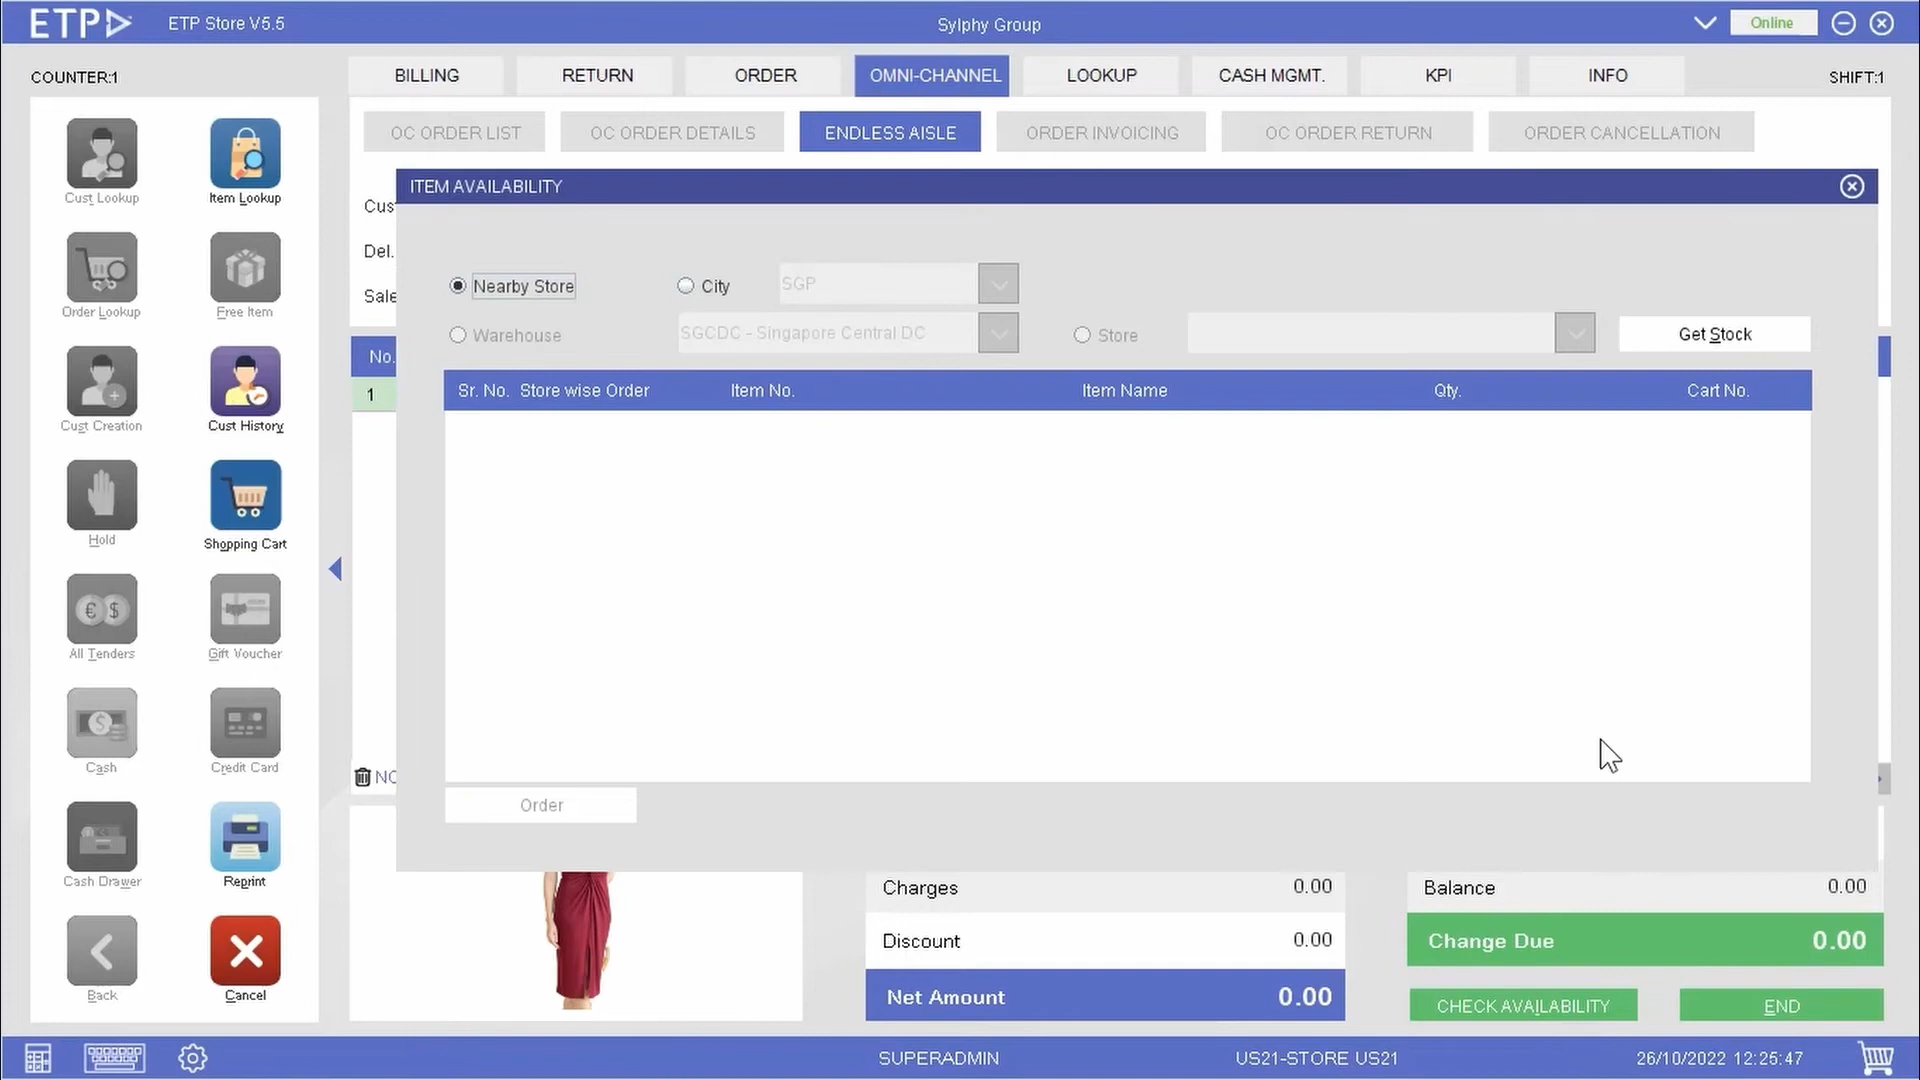 ETP
ETP Store V5.5
Sylphy Group
Online
COUNTER:1
BILLING
RETURN
ORDER
OMNI-CHANNEL
LOOKUP
CASH MGMT.
KPI
INFO
SHIFT:1
OC ORDER LIST
OC ORDER DETAILS
ENDLESS AISLE
ORDER INVOICING
OC ORDER RETURN
ORDER CANCELLATION
Cust Lookup
Item Lookup
Order Lookup
Free Item
Cust Creation
Cust History
Hold
Shopping Cart
All Tenders
Gift Voucher
Cash
Credit Card
Cash Drawer
Reprint
Back
Cancel
Cus
Del.
Sale
No.
1
NO
ITEM AVAILABILITY
Nearby Store
City
SGP
Warehouse
SGCDC - Singapore Central DC
Store
Get Stock
Sr. No. Store wise Order Item No. Item Name Qty. Cart No.
Order
Charges 0.00
Discount 0.00
Net Amount 0.00
Balance 0.00
Change Due 0.00
CHECK AVAILABILITY
END
SUPERADMIN
US21-STORE US21
26/10/2022 12:25:47